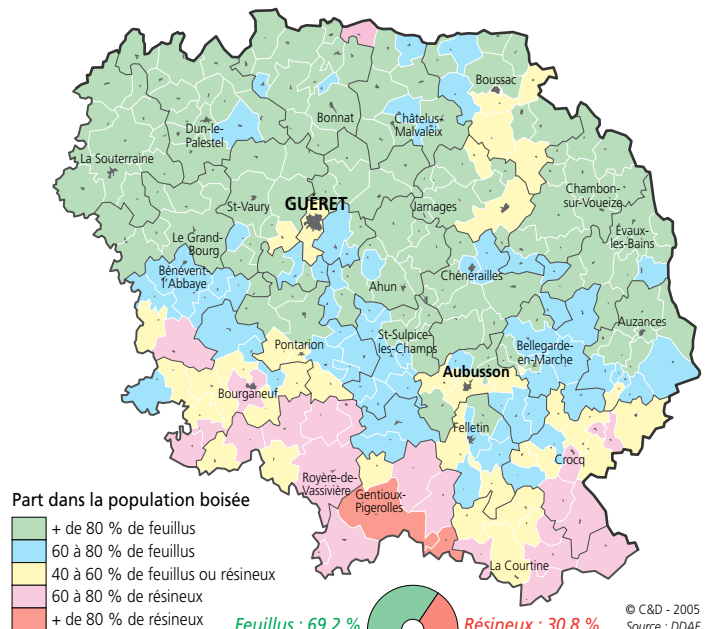 Boussac
Bonnat
Châtelus-
Malvaleix
Dun-le-
Palestel
La Souterraine
Chambon-
sur-Voueize
St-Vaury
GUÉRET
Jarnages
Évaux-
les-Bains
Le Grand-
Bourg
Bénévent-
l'Abbaye
Chénérailles
Ahun
Auzances
St-Sulpice-
les-Champs
Pontarion
Bellegarde-
en-Marche
Aubusson
Bourganeuf
Felletin
Crocq
Royère-de-
Vassivière
Gentioux-
Pigerolles
La Courtine
Part dans la population boisée
+ de 80 % de feuillus
60 à 80 % de feuillus
40 à 60 % de feuillus ou résineux
60 à 80 % de résineux
+ de 80 % de résineux
Feuillus : 69,2 %
Résineux : 30,8 %
© C&D - 2005
Source : DDAF